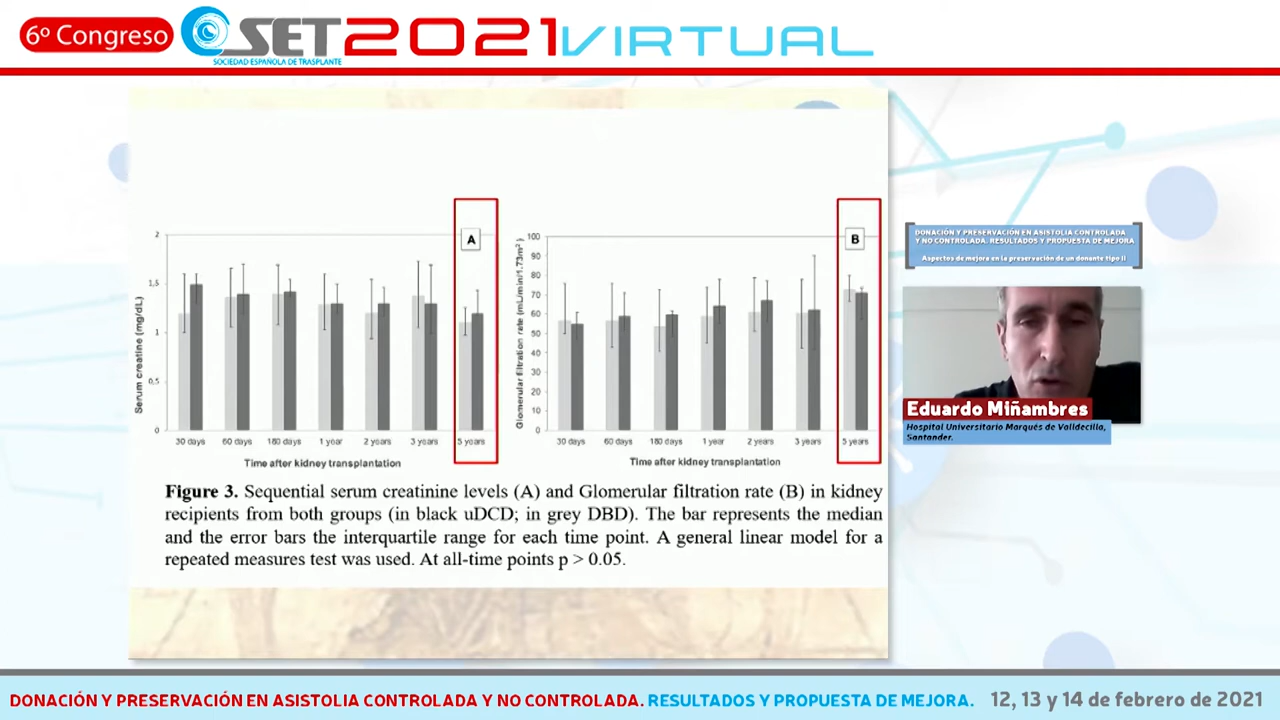 6º Congreso SET 2021 VIRTUAL
SOCIEDAD ESPAÑOLA DE TRASPLANTE
A
2
1,5
1
0,5
0
Serum creatine (mg/dL)
30 days 60 days 180 days 1 year 2 years 3 years 5 years
Time after kidney transplantation
B
100
90
80
70
60
50
40
30
20
10
0
Glomerular filtration rate (mL/min/1.73m²)
30 days 60 days 180 days 1 year 2 years 3 years 5 years
Time after kidney transplantation
Figure 3. Sequential serum creatinine levels (A) and Glomerular filtration rate (B) in kidney
recipients from both groups (in black uDCD; in grey DBD). The bar represents the median
and the error bars the interquartile range for each time point. A general linear model for a
repeated measures test was used. At all-time points p > 0.05.
DONACIÓN Y PRESERVACIÓN EN ASISTOLIA CONTROLADA
Y NO CONTROLADA. RESULTADOS Y PROPUESTA DE MEJORA
Aspectos de mejora en la preservación de un donante tipo II
Eduardo Miñambres
Hospital Universitario Marqués de Valldecilla,
Santander.
DONACIÓN Y PRESERVACIÓN EN ASISTOLIA CONTROLADA Y NO CONTROLADA. RESULTADOS Y PROPUESTA DE MEJORA. 12, 13 y 14 de febrero de 2021